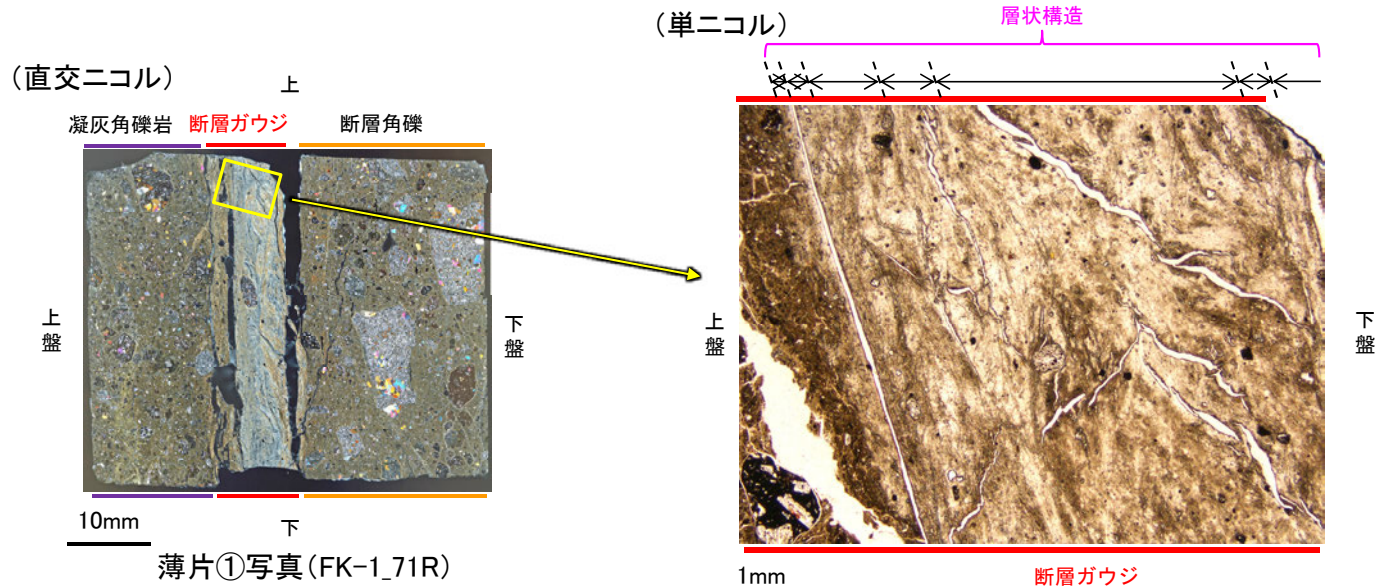 （直交ニコル）
上
凝灰角礫岩
断層ガウジ
断層角礫
上盤
下盤
10mm
下
薄片①写真(FK-1_71R)
（単ニコル）
層状構造
上盤
下盤
1mm
断層ガウジ